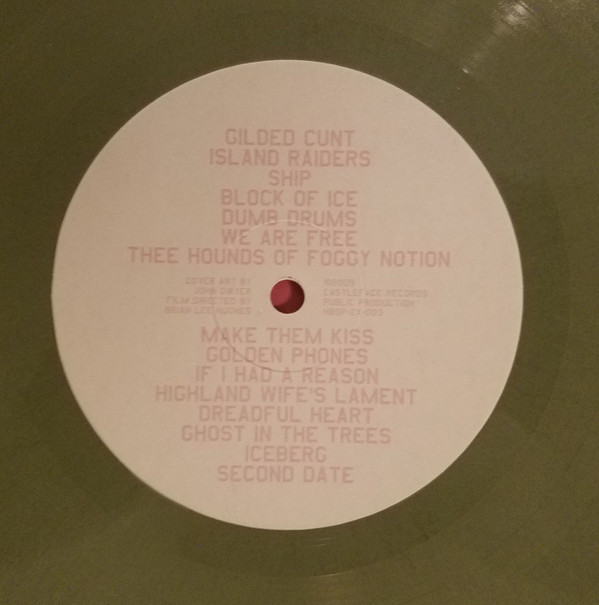 GILDED CUNT
ISLAND RAIDERS
SHIP
BLOCK OF ICE
DUMB DRUMS
WE ARE FREE
THEE HOUNDS OF FOGGY NOTION
COVER ART BY
JOHN DWYER
FILM DIRECTED BY
BRIAN LEE HUGHES
CASTLEFACE RECORDS
PUBLIC PRODUCTION
MAKE THEM KISS
GOLDEN PHONES
IF I HAD A REASON
HIGHLAND WIFE'S LAMENT
DREADFUL HEART
GHOST IN THE TREES
ICEBERG
SECOND DATE